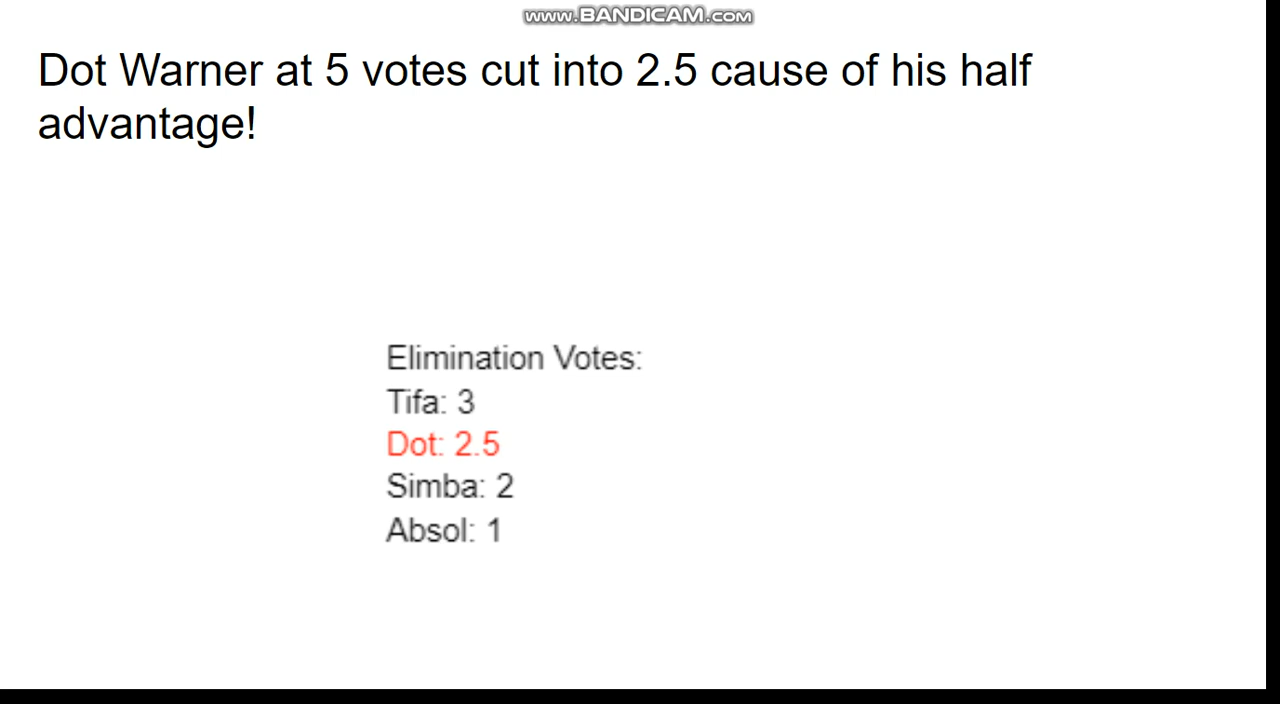 www.BANDICAM.com
Dot Warner at 5 votes cut into 2.5 cause of his half
advantage!
Elimination Votes:
Tifa: 3
Dot: 2.5
Simba: 2
Absol: 1